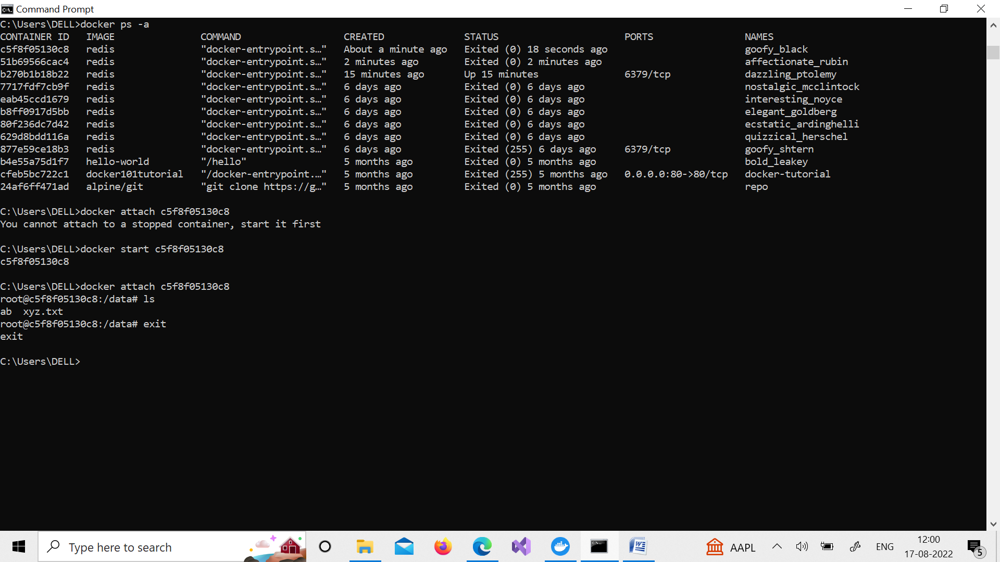 Command Prompt
C:\Users\DELL>docker ps -a
CONTAINER ID   IMAGE               COMMAND                  CREATED              STATUS                      PORTS                NAMES
c5f8f05130c8   redis               "docker-entrypoint.s…"   About a minute ago   Exited (0) 18 seconds ago                        goofy_black
51b69566cac4   redis               "docker-entrypoint.s…"   2 minutes ago        Exited (0) 2 minutes ago                         affectionate_rubin
b270b1b18b22   redis               "docker-entrypoint.s…"   15 minutes ago       Up 15 minutes               6379/tcp             dazzling_ptolemy
7717fdf7cb9f   redis               "docker-entrypoint.s…"   6 days ago           Exited (0) 6 days ago                            nostalgic_mcclintock
eab45ccd1679   redis               "docker-entrypoint.s…"   6 days ago           Exited (0) 6 days ago                            interesting_noyce
b8ff0917d5bb   redis               "docker-entrypoint.s…"   6 days ago           Exited (0) 6 days ago                            elegant_goldberg
80f236dc7d42   redis               "docker-entrypoint.s…"   6 days ago           Exited (0) 6 days ago                            ecstatic_ardinghelli
629d8bdd116a   redis               "docker-entrypoint.s…"   6 days ago           Exited (0) 6 days ago                            quizzical_herschel
877e59ce18b3   redis               "docker-entrypoint.s…"   6 days ago           Exited (255) 6 days ago     6379/tcp             goofy_shtern
b4e55a75d1f7   hello-world         "/hello"                 5 months ago         Exited (0) 5 months ago                          bold_leakey
cfeb5bc722c1   docker101tutorial   "/docker-entrypoint.…"   5 months ago         Exited (255) 5 months ago   0.0.0.0:80->80/tcp   docker-tutorial
24af6ff471ad   alpine/git          "git clone https://g…"   5 months ago         Exited (0) 5 months ago                          repo
C:\Users\DELL>docker attach c5f8f05130c8
You cannot attach to a stopped container, start it first
C:\Users\DELL>docker start c5f8f05130c8
c5f8f05130c8
C:\Users\DELL>docker attach c5f8f05130c8
root@c5f8f05130c8:/data# ls
ab  xyz.txt
root@c5f8f05130c8:/data# exit
exit
C:\Users\DELL>
Type here to search
AAPL
ENG
12:00
17-08-2022
5